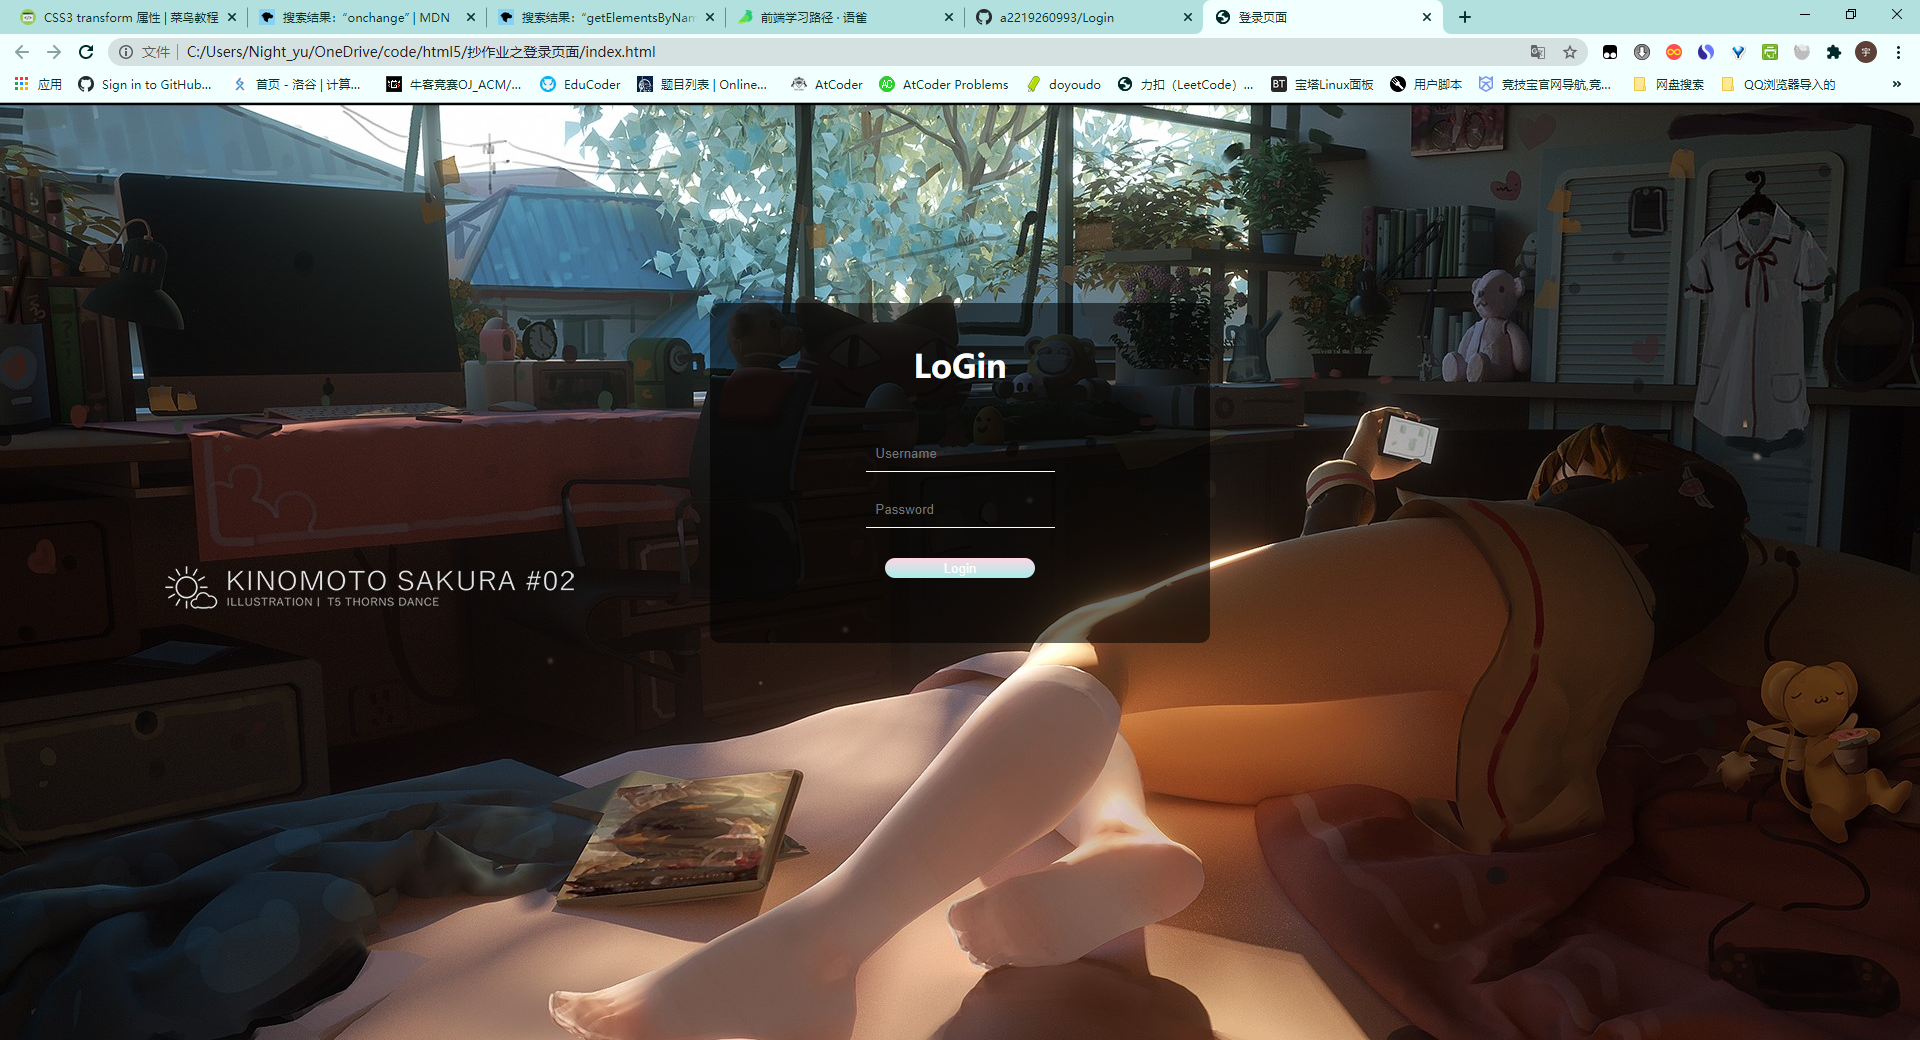 CSS3 transform 属性 | 菜鸟教程
搜索结果：“onchange” | MDN
搜索结果：“getElementsByNam
前端学习路径 · 语雀
a2219260993/Login
登录页面
文件 | C:/Users/Night_yu/OneDrive/code/html5/抄作业之登录页面/index.html
应用
Sign in to GitHub...
首页 - 洛谷 | 计算...
牛客竞赛OJ_ACM/...
EduCoder
题目列表 | Online...
AtCoder
AtCoder Problems
doyoudo
力扣（LeetCode）...
宝塔Linux面板
用户脚本
竞技宝官网导航,竞...
网盘搜索
QQ浏览器导入的
LoGin
Username
Password
Login
KINOMOTO SAKURA #02
ILLUSTRATION | T5 THORNS DANCE